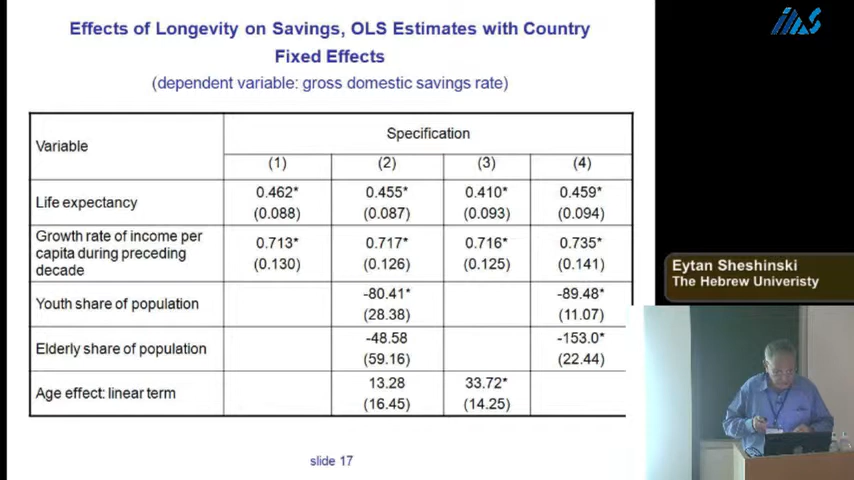 Effects of Longevity on Savings, OLS Estimates with Country
Fixed Effects
(dependent variable: gross domestic savings rate)
Variable
Specification
(1) (2) (3) (4)
Life expectancy
0.462* 0.455* 0.410* 0.459*
(0.088) (0.087) (0.093) (0.094)
Growth rate of income per
capita during preceding
decade
0.713* 0.717* 0.716* 0.735*
(0.130) (0.126) (0.125) (0.141)
Youth share of population
-80.41* -89.48*
(28.38) (11.07)
Elderly share of population
-48.58 -153.0*
(59.16) (22.44)
Age effect: linear term
13.28 33.72*
(16.45) (14.25)
slide 17
IIAS
Eytan Sheshinski
The Hebrew Univeristy